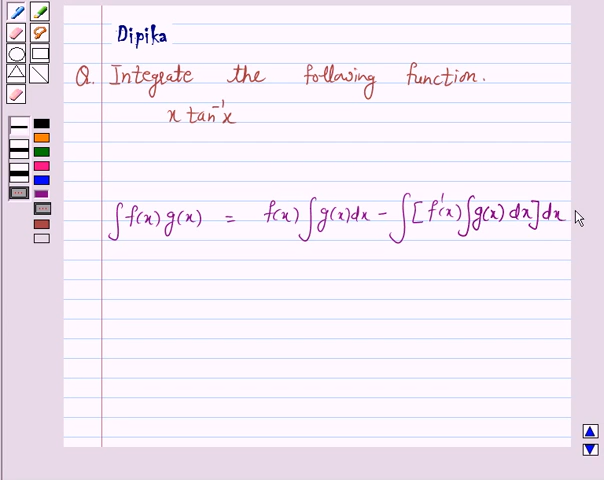 Dipika
Q. Integrate the following function.
x tan⁻¹x
∫f(x) g(x) = f(x) ∫g(x)dx - ∫[f'(x) ∫g(x) dx]dx